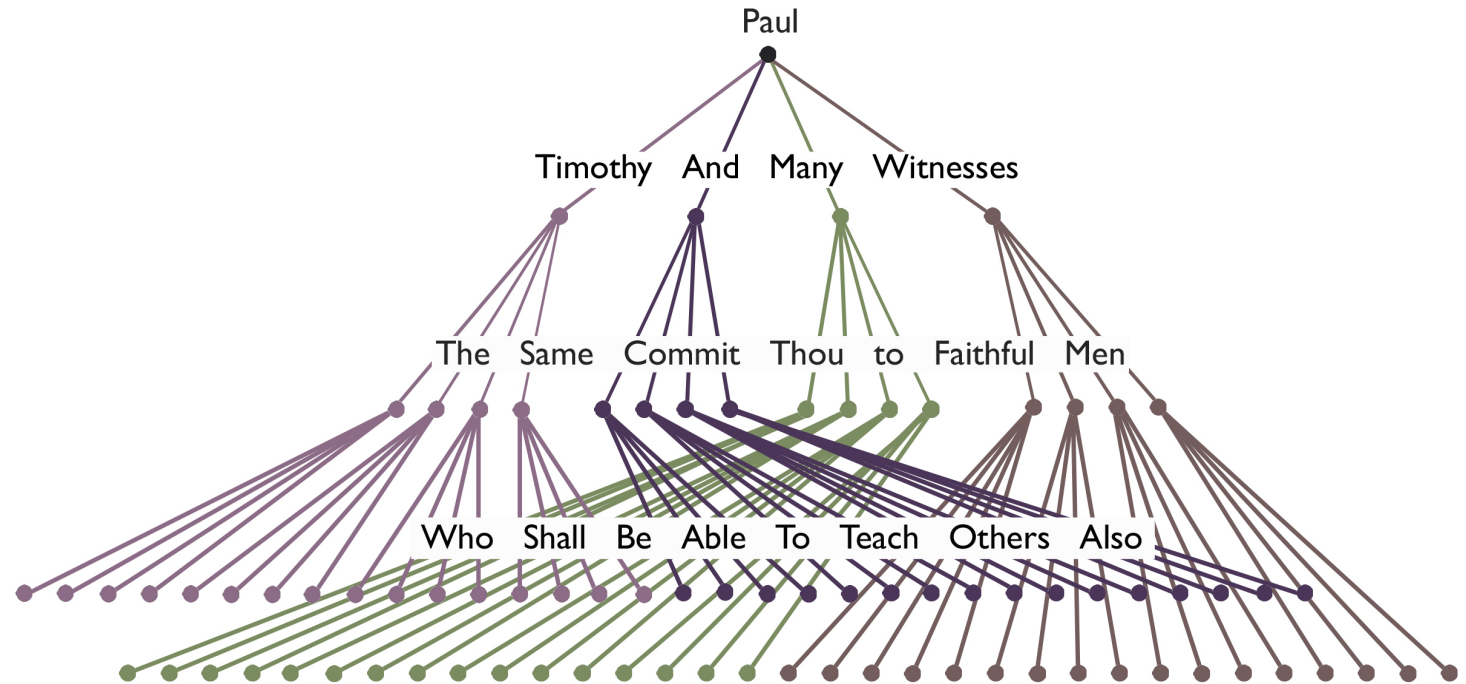 Paul
Timothy And Many Witnesses
The Same Commit Thou to Faithful Men
Who Shall Be Able To Teach Others Also